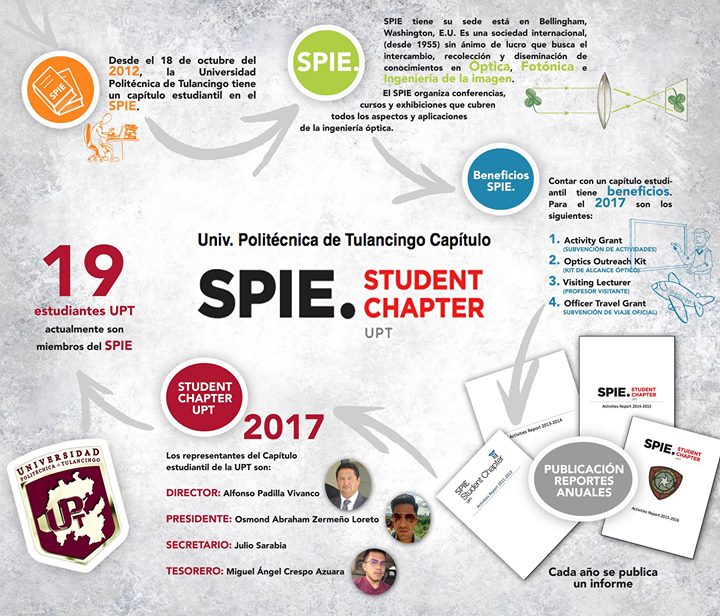 SPIE
Desde el 18 de octubre del
2012, la Universidad
Politécnica de Tulancingo tiene
un capítulo estudiantil en el
SPIE.
SPIE.
SPIE tiene su sede está en Bellingham,
Washington, E.U. Es una sociedad internacional,
(desde 1955) sin ánimo de lucro que busca el
intercambio, recolección y diseminación de
conocimientos en Óptica, Fotónica e
Ingeniería de la imagen.
El SPIE organiza conferencias,
cursos y exhibiciones que cubren
todos los aspectos y aplicaciones
de la ingeniería óptica.
Beneficios
SPIE.
Contar con un capítulo estudi-
antil tiene beneficios.
Para el 2017 son los
siguientes:
1. Activity Grant
(SUBVENCIÓN DE ACTIVIDADES)
2. Optics Outreach Kit
(KIT DE ALCANCE ÓPTICO)
3. Visiting Lecturer
(PROFESOR VISITANTE)
4. Officer Travel Grant
SUBVENCIÓN DE VIAJE OFICIAL)
Univ. Politécnica de Tulancingo Capítulo
SPIE. STUDENT
CHAPTER
UPT
19
estudiantes UPT
actualmente son
miembros del SPIE
STUDENT
CHAPTER
UPT
2017
Los representantes del Capítulo
estudiantil de la UPT son:
DIRECTOR: Alfonso Padilla Vivanco
PRESIDENTE: Osmond Abraham Zermeño Loreto
SECRETARIO: Julio Sarabia
TESORERO: Miguel Ángel Crespo Azuara
UNIVERSIDAD
POLITÉCNICA DE TULANCINGO
UPT
Activities Report 2013-2014
SPIE. STUDENT
CHAPTER
UPT
Activities Report 2014-2015
SPIE
Student Chapter
UPT
Activities Report 2012-2013
SPIE. STUDENT
CHAPTER
UPT
Activities Report 2015-2016
PUBLICACIÓN
REPORTES
ANUALES
Cada año se publica
un informe